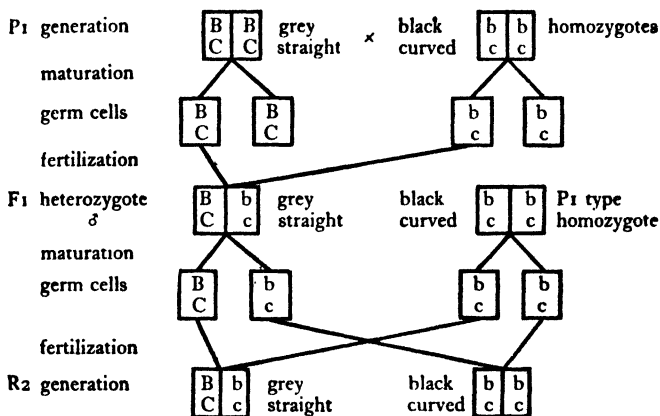 P1 generation B B grey × black b b homozygotes
C C straight curved c c
maturation
germ cells B B b b
C C c c
fertilization
F1 heterozygote B b grey black b b P1 type
♂ C c straight curved c c homozygote
maturation
germ cells B b b b
C c c c
fertilization
R2 generation B b grey black b b
C c straight curved c c